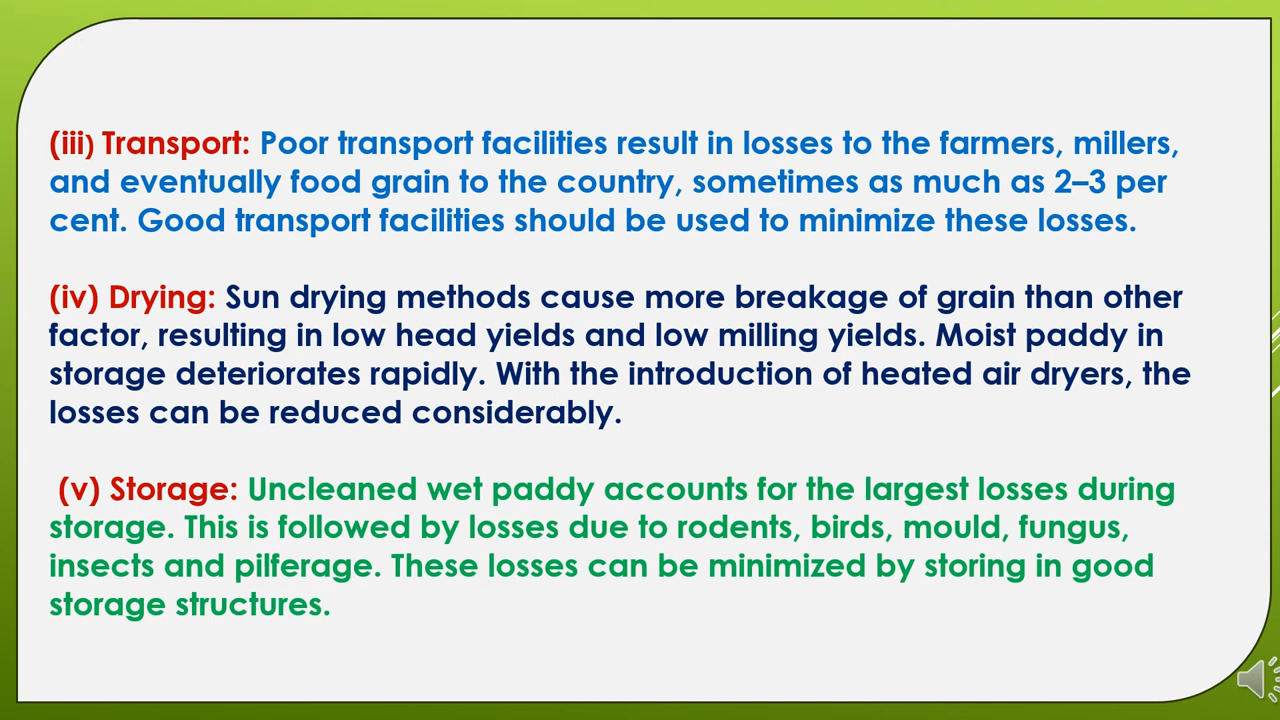 (iii) Transport: Poor transport facilities result in losses to the farmers, millers,
and eventually food grain to the country, sometimes as much as 2–3 per
cent. Good transport facilities should be used to minimize these losses.
(iv) Drying: Sun drying methods cause more breakage of grain than other
factor, resulting in low head yields and low milling yields. Moist paddy in
storage deteriorates rapidly. With the introduction of heated air dryers, the
losses can be reduced considerably.
(v) Storage: Uncleaned wet paddy accounts for the largest losses during
storage. This is followed by losses due to rodents, birds, mould, fungus,
insects and pilferage. These losses can be minimized by storing in good
storage structures.